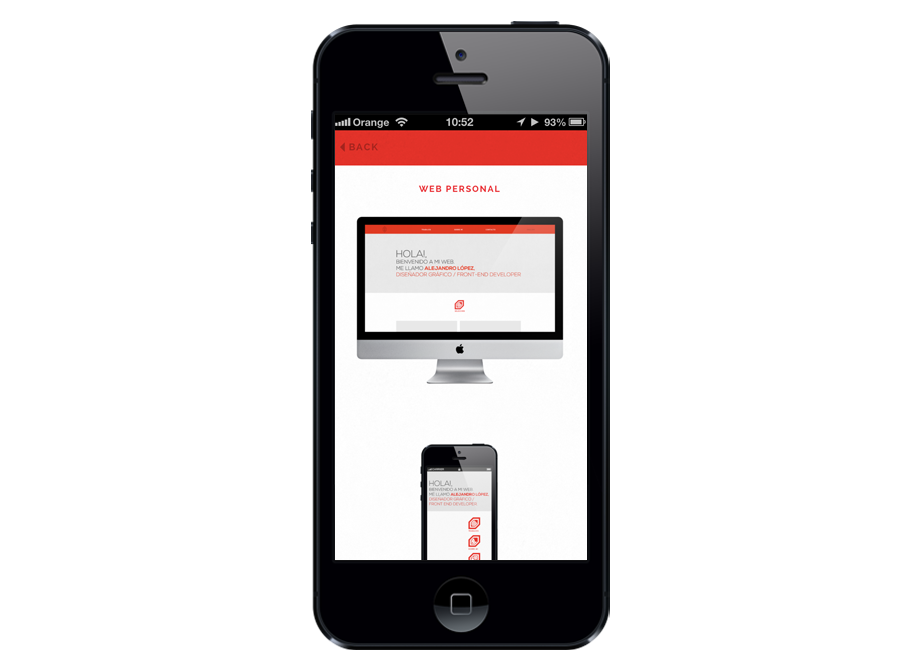 Orange 10:52 93%
BACK
WEB PERSONAL
HOLA!,
BIENVENIDO A MI WEB.
ME LLAMO ALEJANDRO LÓPEZ,
DISEÑADOR GRÁFICO / FRONT-END DEVELOPER.
HOLA!,
BIENVENIDO A MI WEB.
ME LLAMO ALEJANDRO LÓPEZ,
DISEÑADOR GRÁFICO /
FRONT-END DEVELOPER.